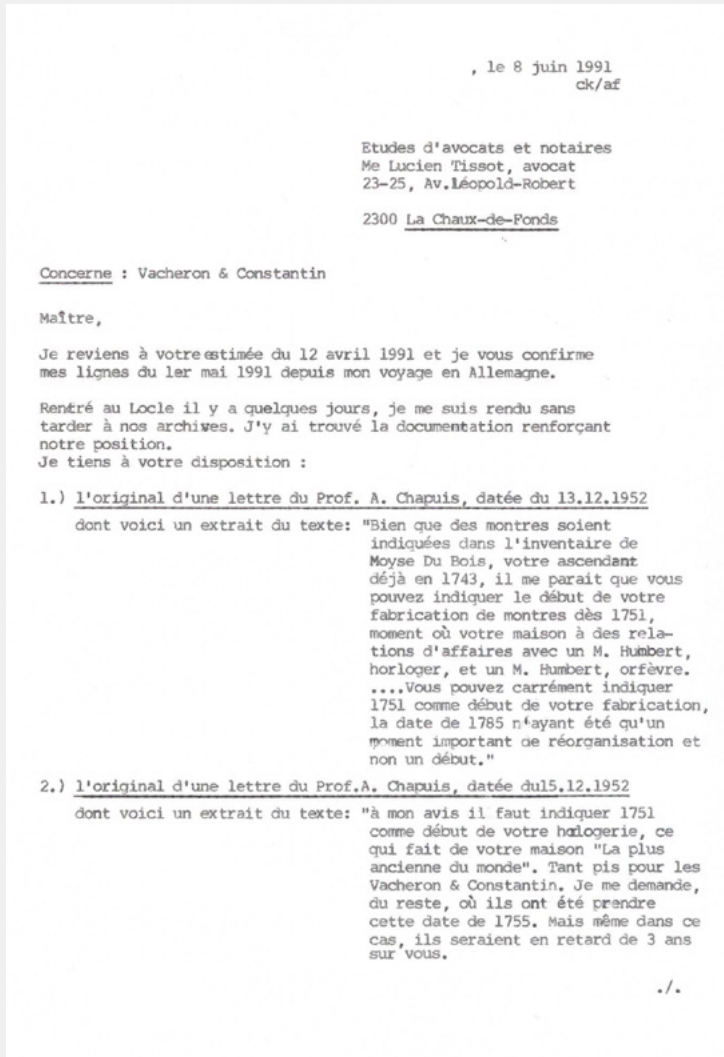 , le 8 juin 1991
ck/af
Etudes d'avocats et notaires
Me Lucien Tissot, avocat
23-25, Av.Léopold-Robert
2300 La Chaux-de-Fonds
Concerne : Vacheron & Constantin
Maître,
Je reviens à votre estimée du 12 avril 1991 et je vous confirme
mes lignes du 1er mai 1991 depuis mon voyage en Allemagne.
Rentré au Locle il y a quelques jours, je me suis rendu sans
tarder à nos archives. J'y ai trouvé la documentation renforçant
notre position.
Je tiens à votre disposition :
1.) l'original d'une lettre du Prof. A. Chapuis, datée du 13.12.1952
dont voici un extrait du texte: "Bien que des montres soient
indiquées dans l'inventaire de
Moyse Du Bois, votre ascendant
déjà en 1743, il me parait que vous
pouvez indiquer le début de votre
fabrication de montres dès 1751,
moment où votre maison à des rela-
tions d'affaires avec un M. Humbert,
horloger, et un M. Humbert, orfèvre.
....Vous pouvez carrément indiquer
1751 comme début de votre fabrication,
la date de 1785 n'ayant été qu'un
moment important de réorganisation et
non un début."
2.) l'original d'une lettre du Prof.A. Chapuis, datée du15.12.1952
dont voici un extrait du texte: "à mon avis il faut indiquer 1751
comme début de votre horlogerie, ce
qui fait de votre maison "La plus
ancienne du monde". Tant pis pour les
Vacheron & Constantin. Je me demande,
du reste, où ils ont été prendre
cette date de 1755. Mais même dans ce
cas, ils seraient en retard de 3 ans
sur vous.
./.